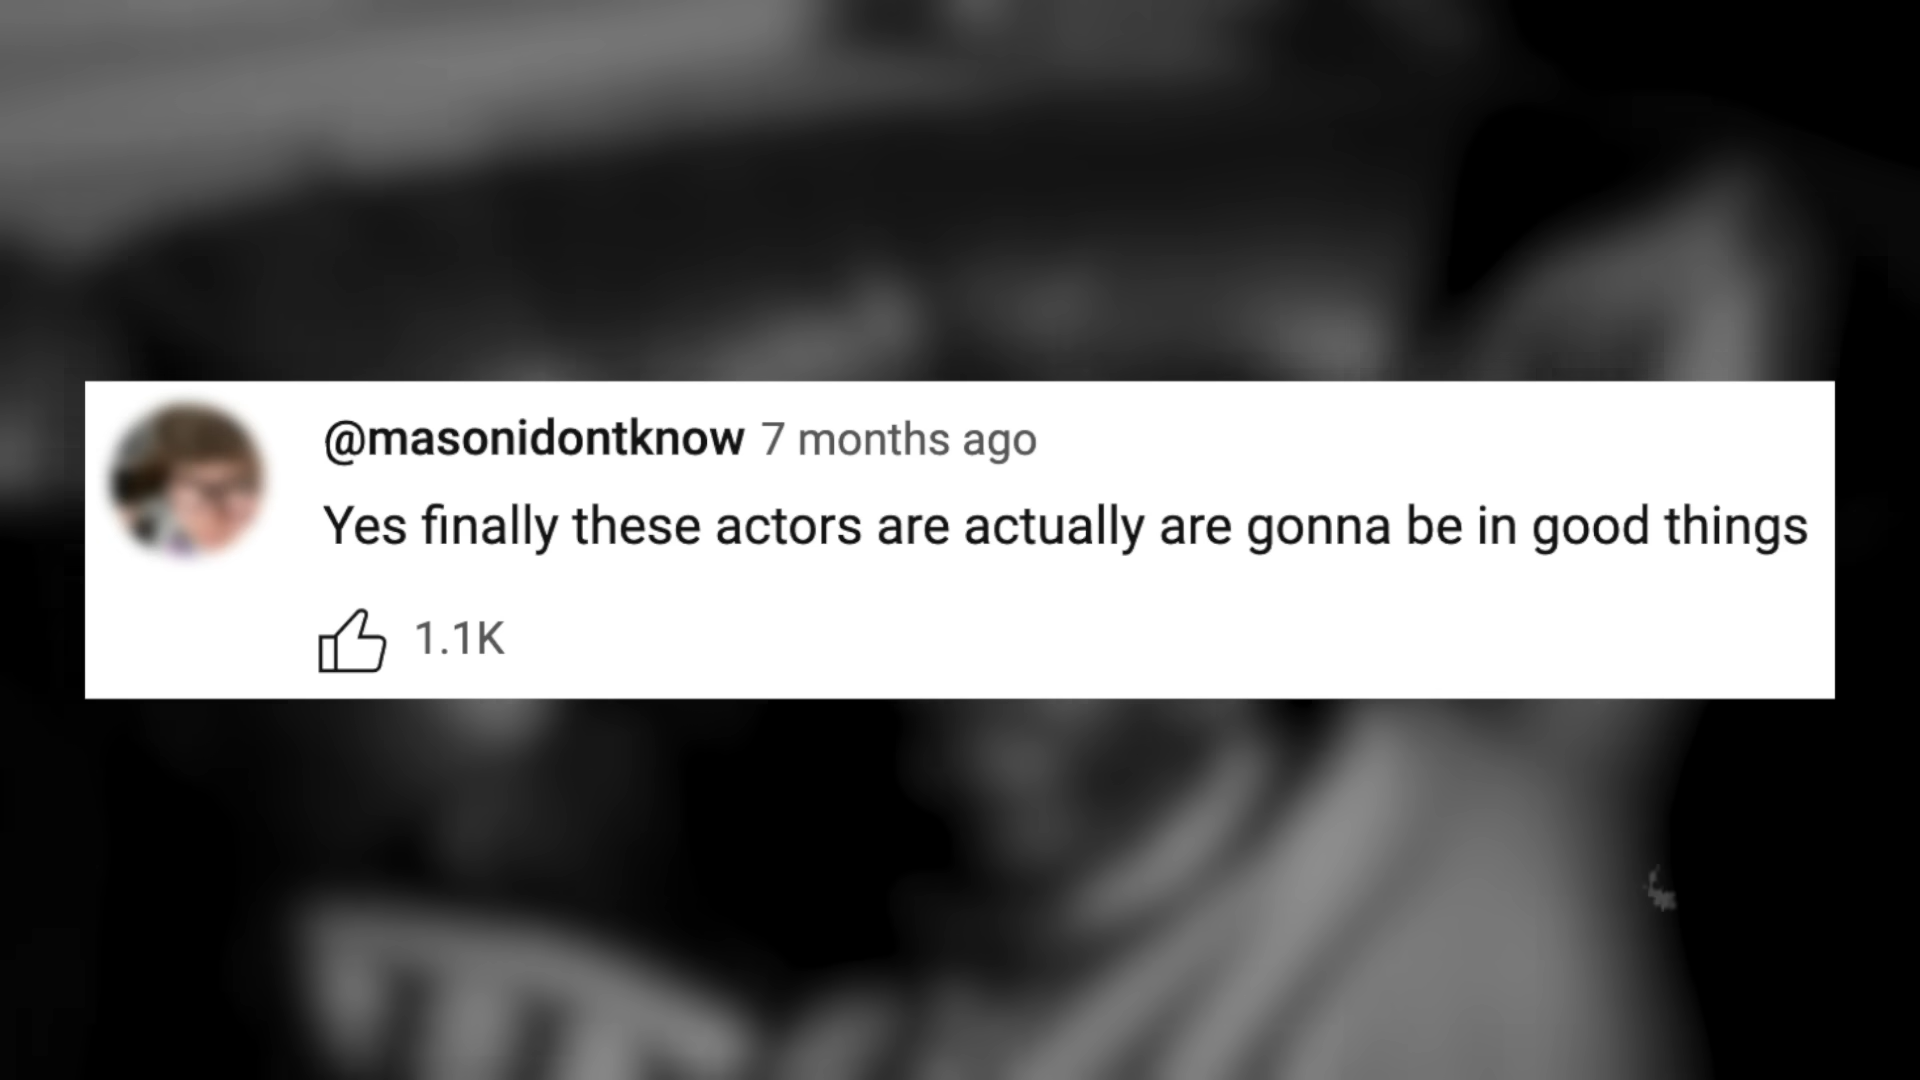 @masonidontknow 7 months ago
Yes finally these actors are actually are gonna be in good things
1.1K